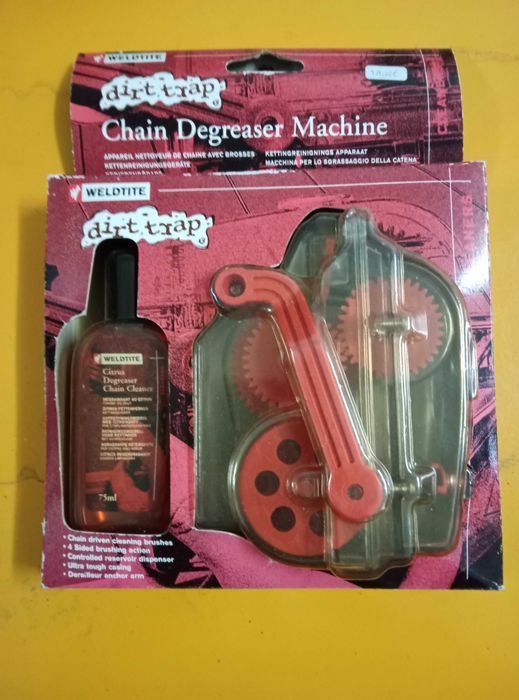 WELDTITE
dirt trap
Chain Degreaser Machine
APPAREIL NETTOYEUR DE CHAINE AVEC BROSSES
KETTINGREINIGNINGS APPARAAT
KETTENREINIGUNGSGERÄTE
MACCHINA PER LO SGRASSAGGIO DELLA CATENA
WELDTITE
dirt trap
WELDTITE
Citrus
Degreaser
Chain Cleaner
75ml
• Chain driven cleaning brushes
• 4 Sided brushing action
• Controlled reservoir dispenser
• Ultra tough casing
• Derailleur anchor arm